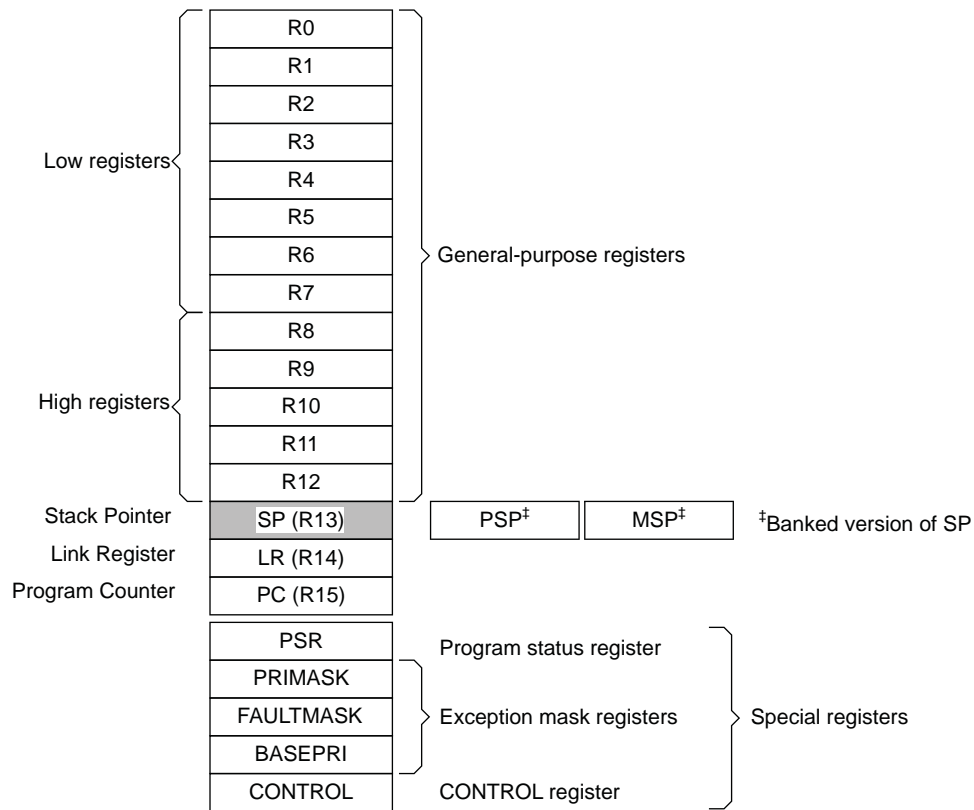 R0
R1
R2
R3
Low registers
R4
R5
R6
General-purpose registers
R7
R8
R9
High registers
R10
R11
R12
Stack Pointer SP (R13) PSP‡ MSP‡ ‡Banked version of SP
Link Register LR (R14)
Program Counter PC (R15)
PSR Program status register
PRIMASK
FAULTMASK Exception mask registers Special registers
BASEPRI
CONTROL CONTROL register